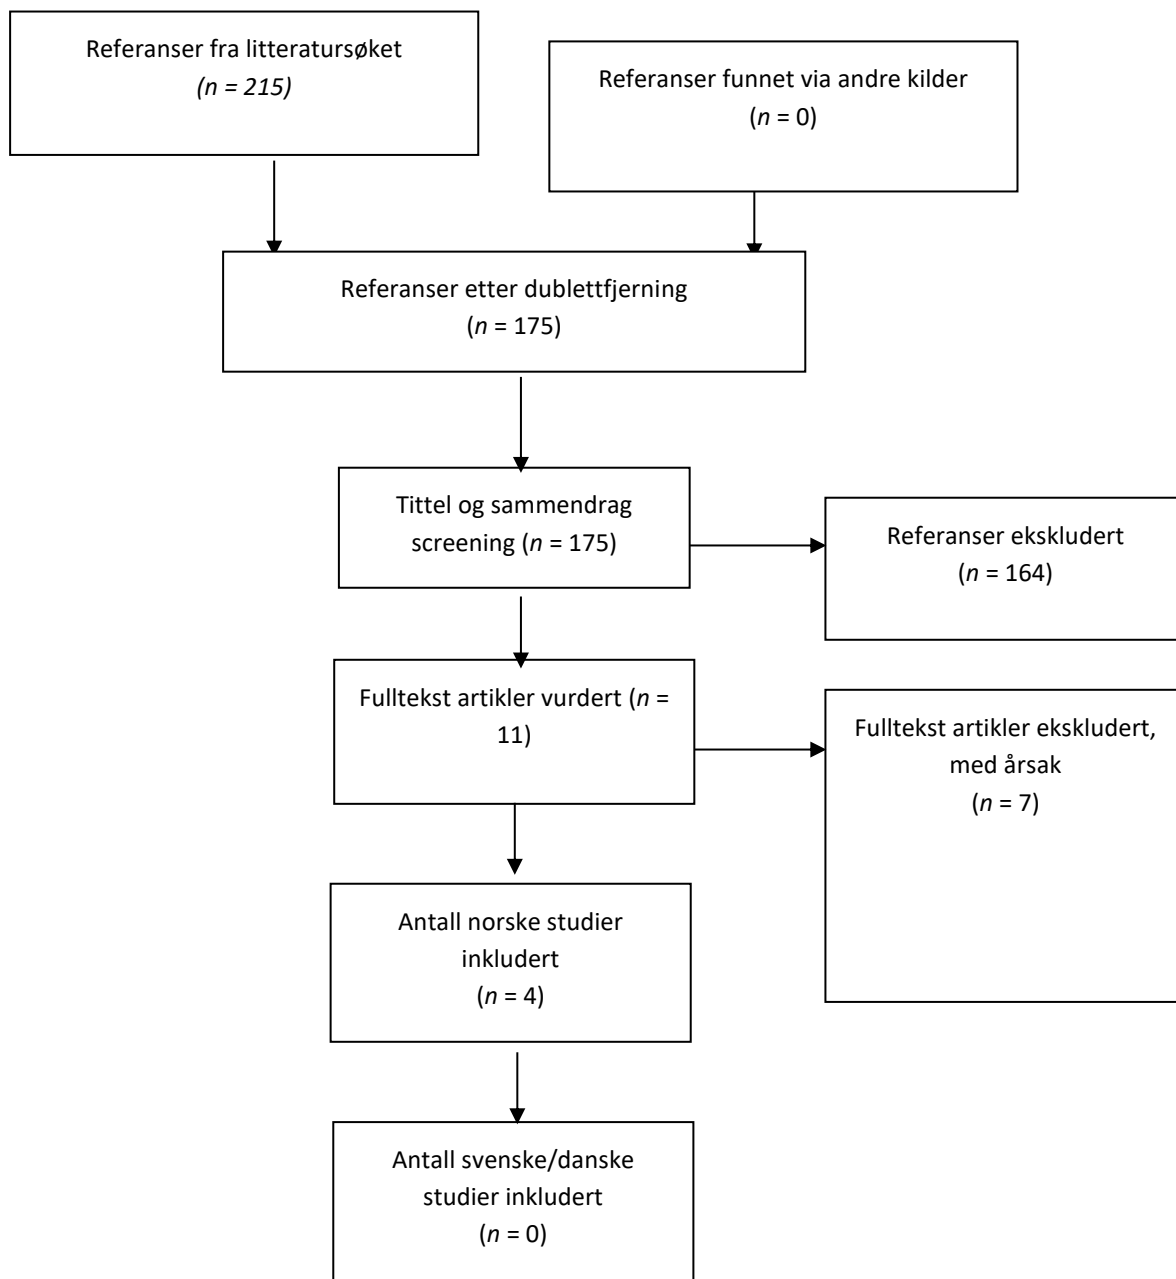 Referanser fra litteratursøket
(n = 215)
Referanser funnet via andre kilder
(n = 0)
Referanser etter dublettfjerning
(n = 175)
Tittel og sammendrag
screening (n = 175)
Referanser ekskludert
(n = 164)
Fulltekst artikler vurdert (n =
11)
Fulltekst artikler ekskludert,
med årsak
(n = 7)
Antall norske studier
inkludert
(n = 4)
Antall svenske/danske
studier inkludert
(n = 0)